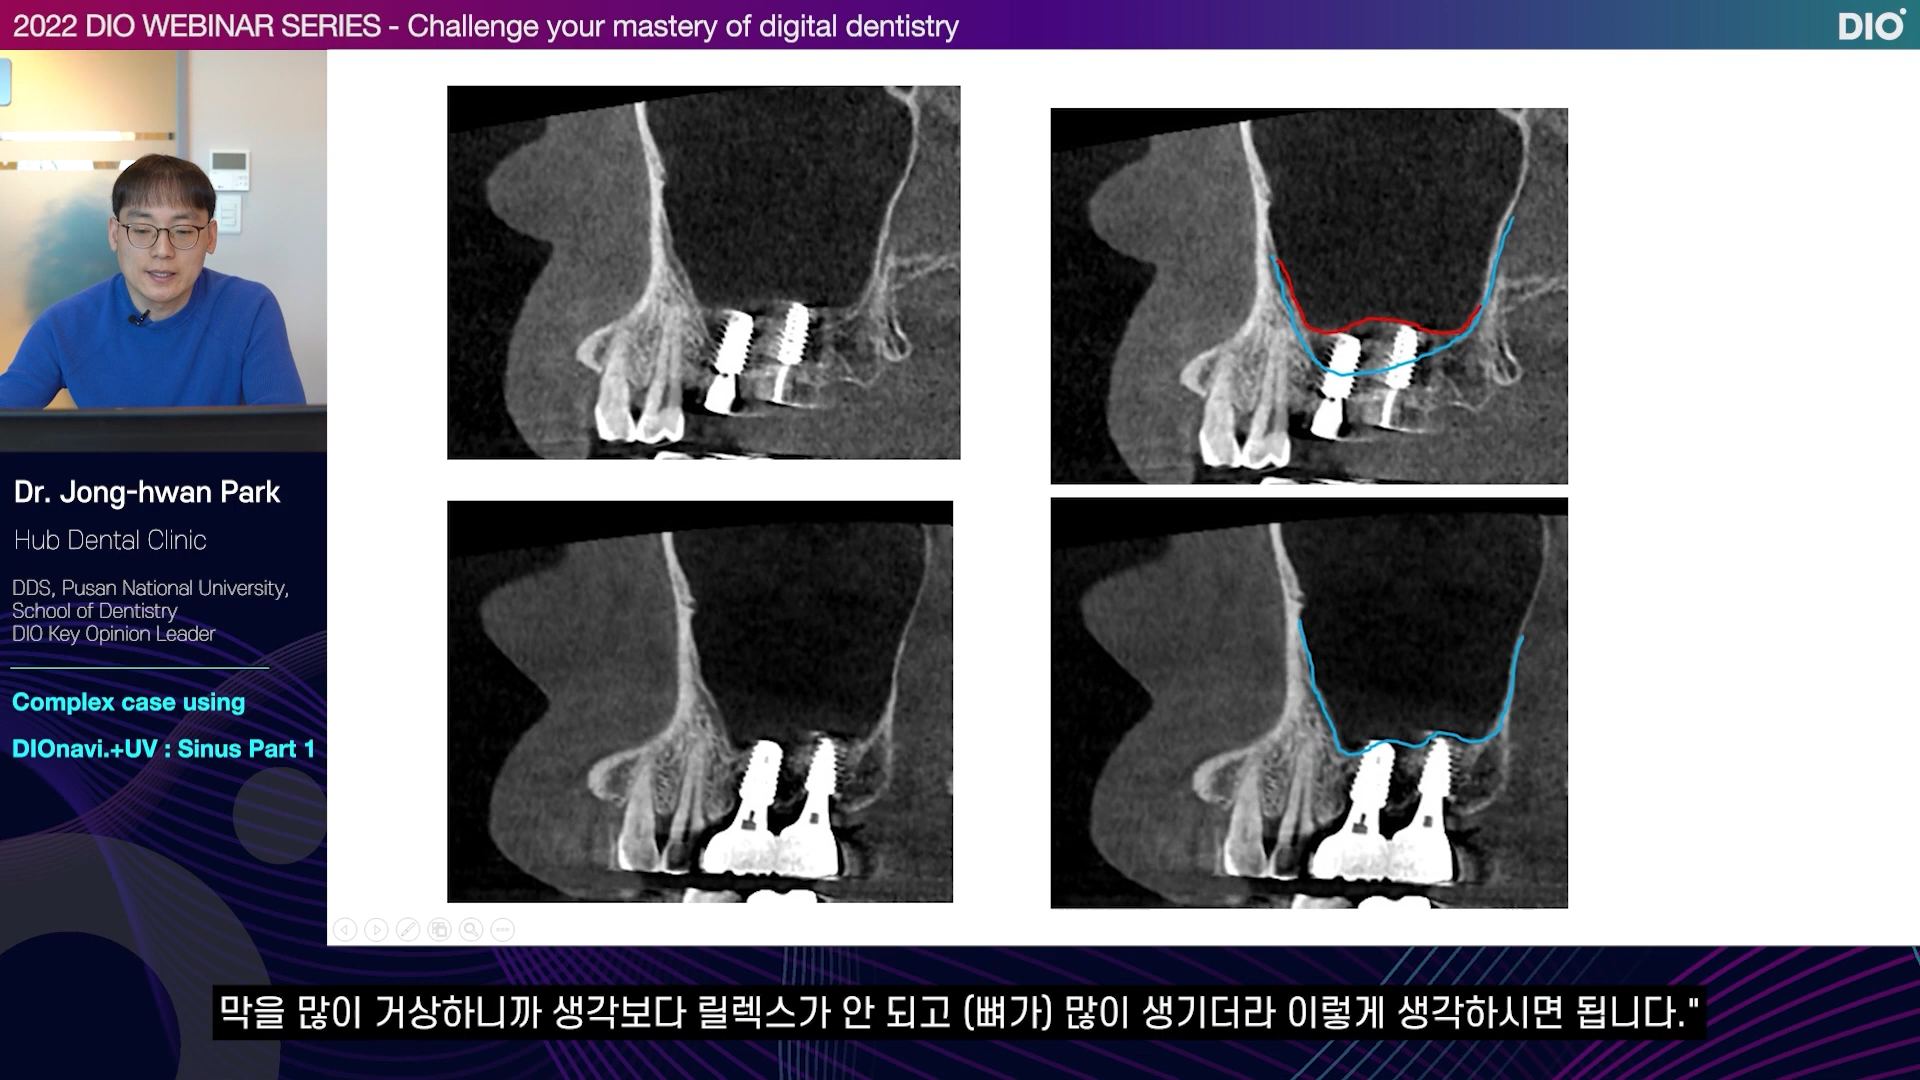 2022 DIO WEBINAR SERIES - Challenge your mastery of digital dentistry
DIO
Dr. Jong-hwan Park
Hub Dental Clinic
DDS, Pusan National University,
School of Dentistry
DIO Key Opinion Leader
Complex case using
DIOnavi.+UV : Sinus Part 1
막을 많이 거상하니까 생각보다 릴렉스가 안 되고 (뼈가) 많이 생기더라 이렇게 생각하시면 됩니다."